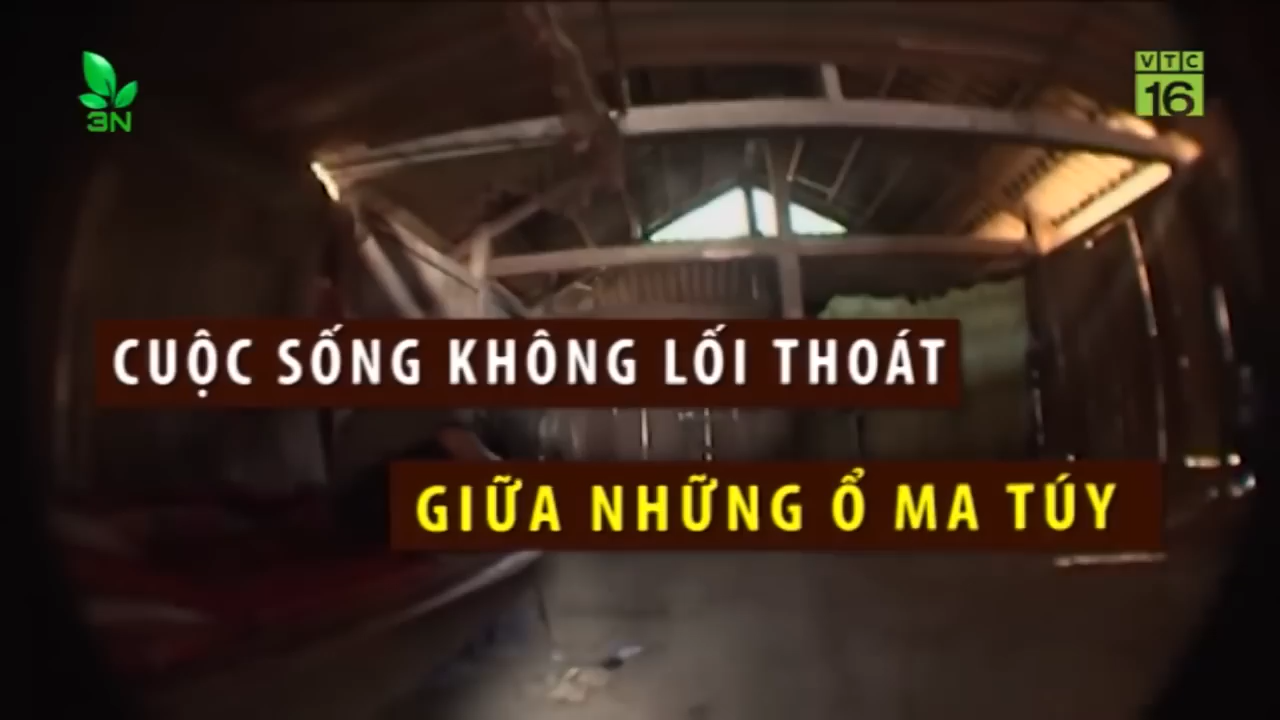 3N
VTC
16
CUỘC SỐNG KHÔNG LỐI THOÁT
GIỮA NHỮNG Ổ MA TÚY